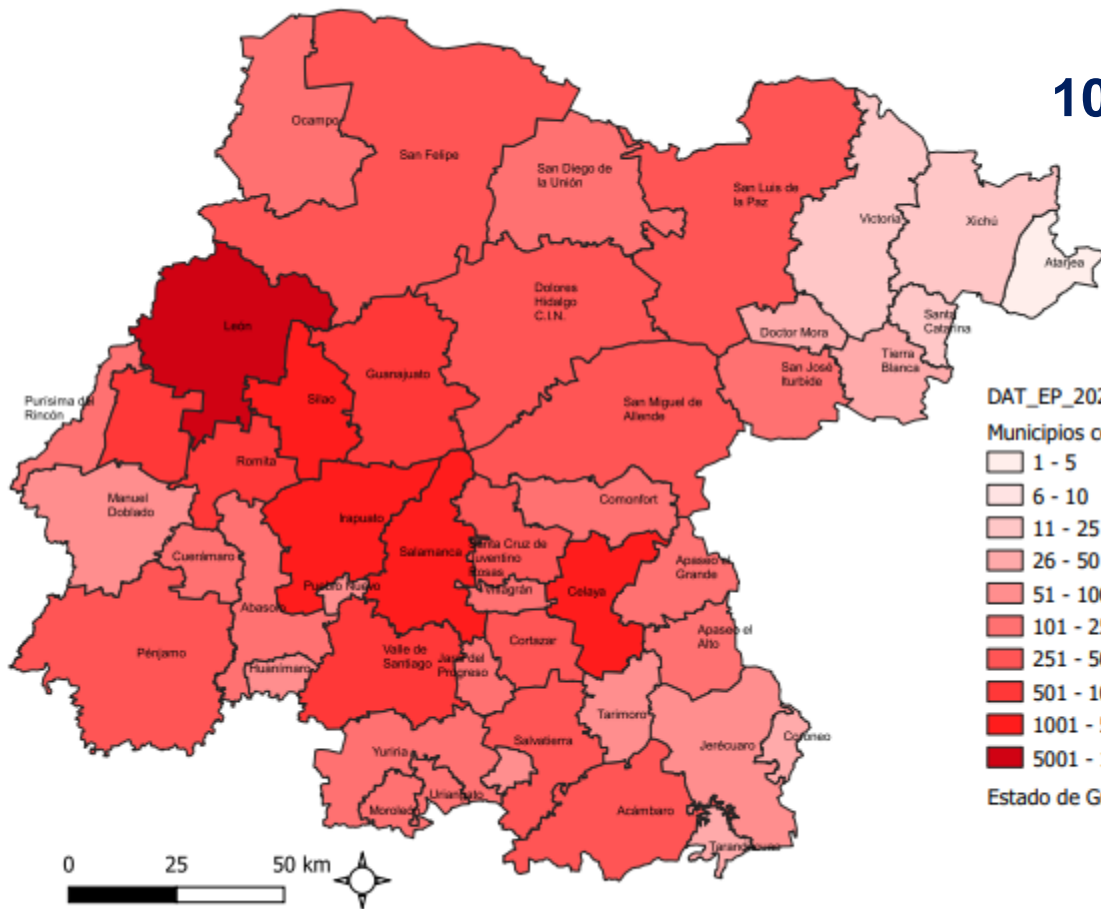 10
Ocampo
San Felipe
San Diego de
la Unión
San Luis de
la Paz
Victoria
Xichú
Atarjea
Dolores
Hidalgo
C.I.N.
León
Doctor Mora
Santa
Catarina
Tierra
Blanca
San José
Iturbide
Guanajuato
Silao
San Miguel de
Allende
Purísima del
Rincón
Romita
Manuel
Doblado
Comonfort
Irapuato
Salamanca
Santa Cruz de
Juventino
Rosas
Cuerámaro
Apaseo el
Grande
Pueblo Nuevo
Villagrán
Celaya
Abasolo
Apaseo el
Alto
Cortazar
Pénjamo
Valle de
Santiago
Jaral del
Progreso
Huanímaro
Tarimoro
Coroneo
Jerécuaro
Salvatierra
Yuriria
Uriangato
Moroleón
Acámbaro
Tarandacuao
DAT_EP_202
Municipios c
1 - 5
6 - 10
11 - 25
26 - 50
51 - 100
101 - 25
251 - 50
501 - 10
1001 - 5
5001 -
Estado de G
0 25 50 km